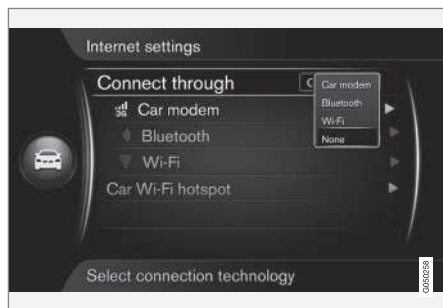 Internet settings
Connect through
Car modem
Bluetooth
Wi-Fi
None
3G Car modem
Bluetooth
Wi-Fi
Car Wi-Fi hotspot
Select connection technology
G050258